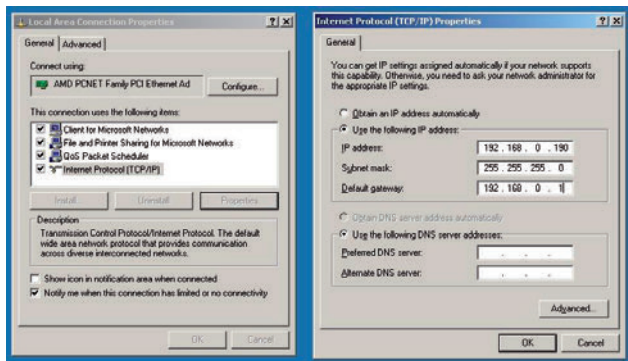 Local Area Connection Properties
General
Advanced
Connect using:
AMD PCNET Family PCI Ethernet Ad
Configure...
This connection uses the following items:
Client for Microsoft Networks
File and Printer Sharing for Microsoft Networks
QoS Packet Scheduler
Internet Protocol (TCP/IP)
Install...
Uninstall
Properties
Description
Transmission Control Protocol/Internet Protocol. The default
wide area network protocol that provides communication
across diverse interconnected networks.
Show icon in notification area when connected
Notify me when this connection has limited or no connectivity
OK
Cancel
Internet Protocol (TCP/IP) Properties
General
You can get IP settings assigned automatically if your network supports
this capability. Otherwise, you need to ask your network administrator for
the appropriate IP settings.
Obtain an IP address automatically
Use the following IP address:
IP address: 192 . 168 . 0 . 190
Subnet mask: 255 . 255 . 255 . 0
Default gateway: 192 . 168 . 0 . 1
Obtain DNS server address automatically
Use the following DNS server addresses:
Preferred DNS server: . . .
Alternate DNS server: . . .
Advanced...
OK
Cancel